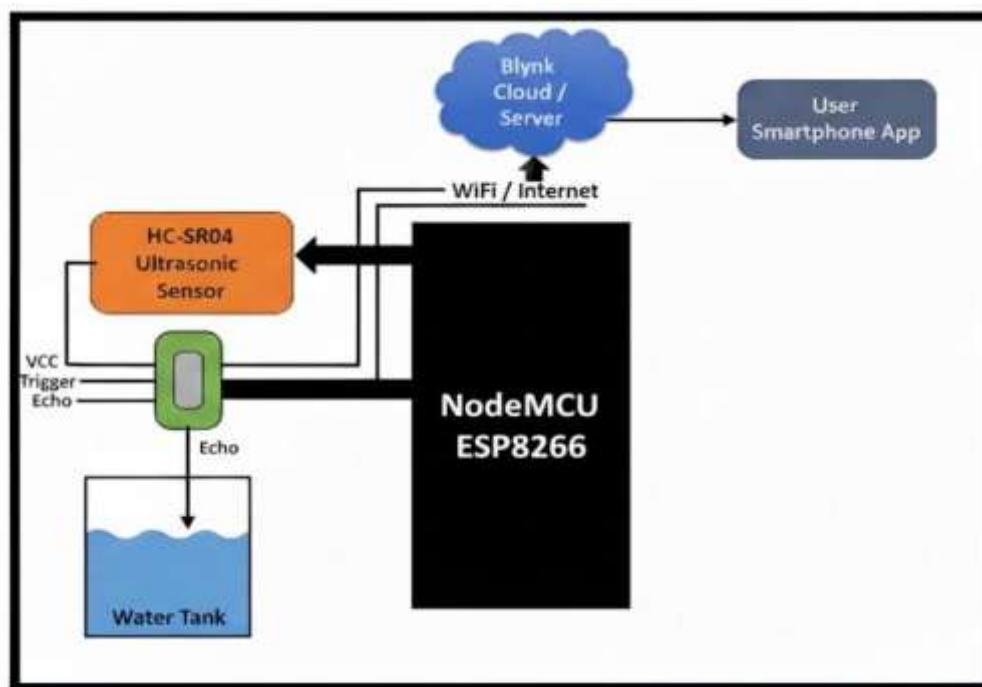 Blynk
Cloud /
Server
User
Smartphone App
WiFi / Internet
HC-SR04
Ultrasonic
Sensor
VCC
Trigger
Echo
Echo
NodeMCU
ESP8266
Water Tank